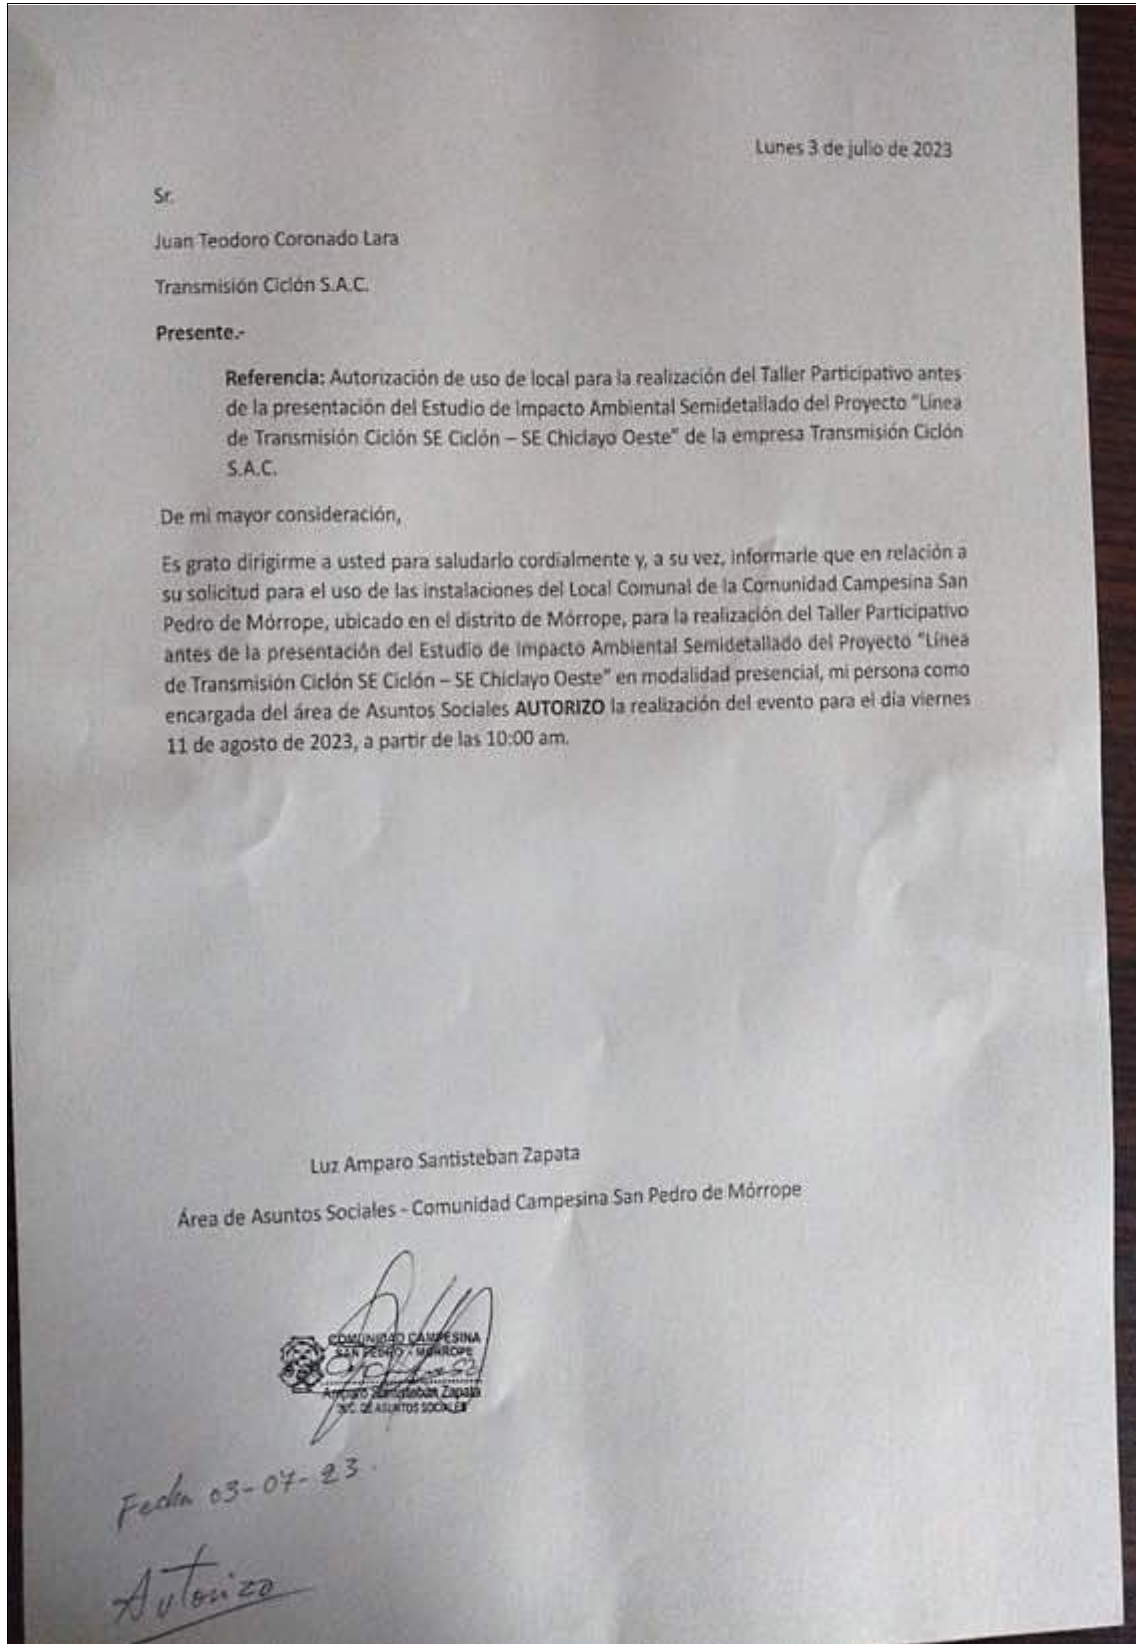 Lunes 3 de julio de 2023
Sr.
Juan Teodoro Coronado Lara
Transmisión Ciclón S.A.C.
Presente.-
Referencia: Autorización de uso de local para la realización del Taller Participativo antes
de la presentación del Estudio de Impacto Ambiental Semidetallado del Proyecto "Línea
de Transmisión Ciclón SE Ciclón – SE Chiclayo Oeste" de la empresa Transmisión Ciclón
S.A.C.
De mi mayor consideración,
Es grato dirigirme a usted para saludarlo cordialmente y, a su vez, informarle que en relación a
su solicitud para el uso de las instalaciones del Local Comunal de la Comunidad Campesina San
Pedro de Mórrope, ubicado en el distrito de Mórrope, para la realización del Taller Participativo
antes de la presentación del Estudio de Impacto Ambiental Semidetallado del Proyecto "Línea
de Transmisión Ciclón SE Ciclón – SE Chiclayo Oeste" en modalidad presencial, mi persona como
encargada del área de Asuntos Sociales AUTORIZO la realización del evento para el día viernes
11 de agosto de 2023, a partir de las 10:00 am.
Luz Amparo Santisteban Zapata
Área de Asuntos Sociales - Comunidad Campesina San Pedro de Mórrope
COMUNIDAD CAMPESINA
SAN PEDRO - MORROPE
Amparo Santisteban Zapata
DE ASUNTOS SOCIALES
Fecha 03-07-23.
Autorizo